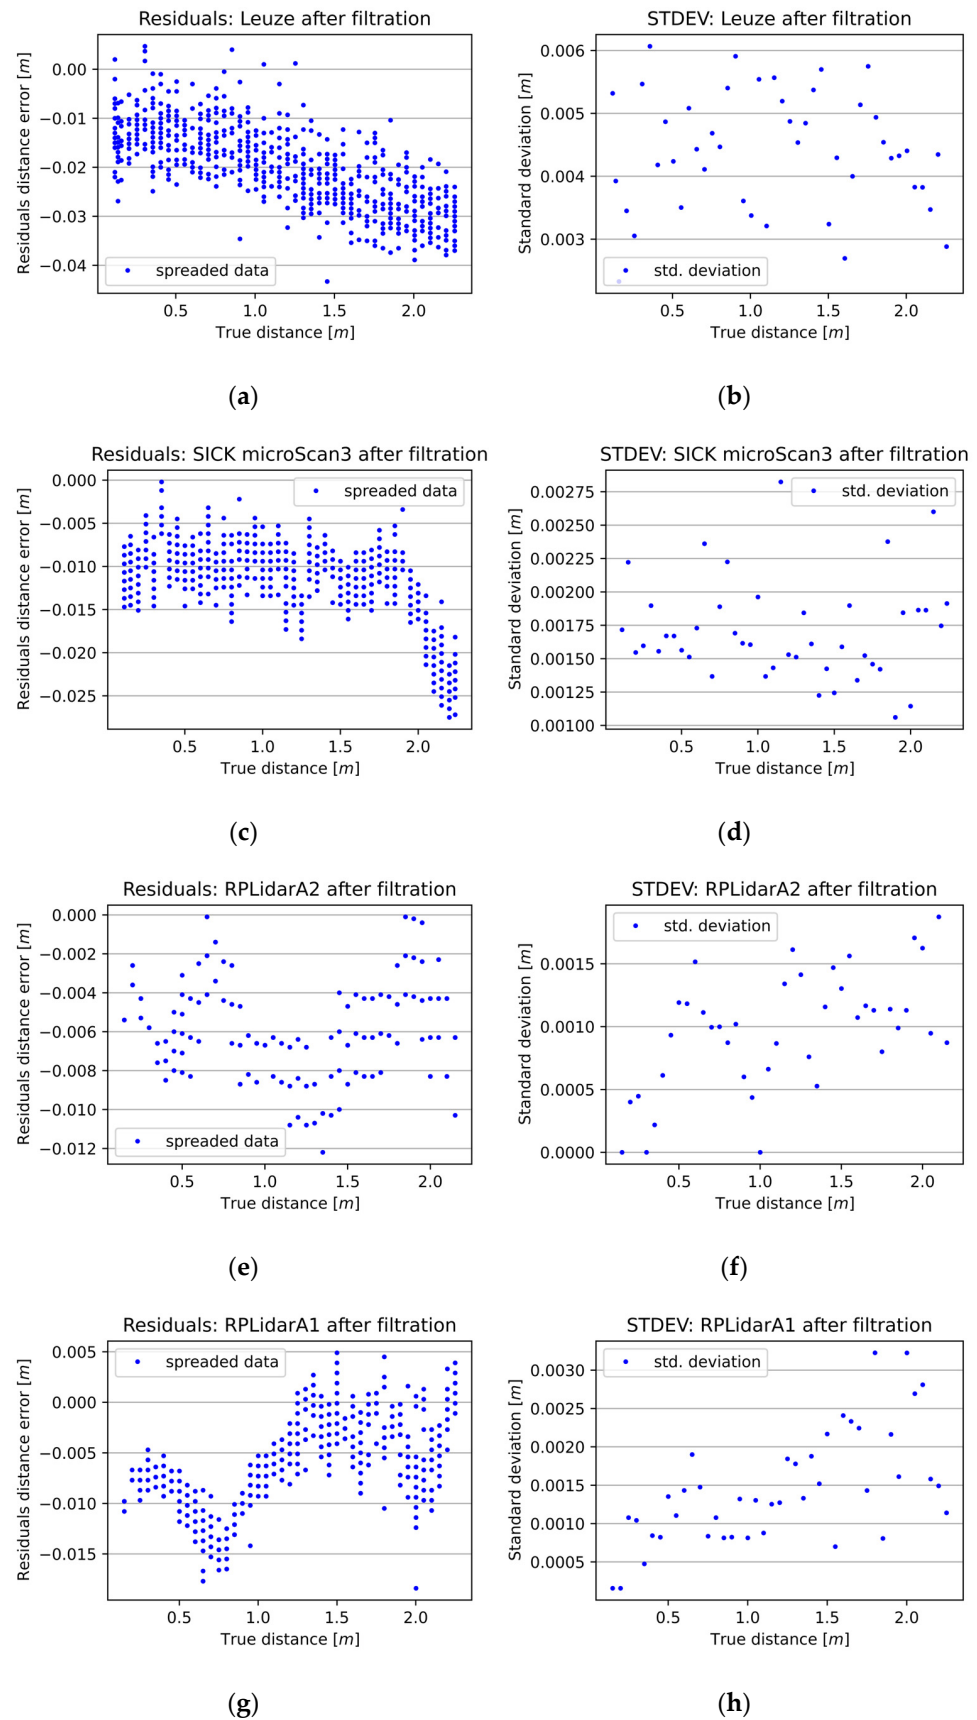 Residuals: Leuze after filtration
Residuals distance error [m]
0.00
−0.01
−0.02
−0.03
−0.04
spreaded data
0.5 1.0 1.5 2.0
True distance [m]
(a)
STDEV: Leuze after filtration
Standard deviation [m]
0.006
0.005
0.004
0.003
std. deviation
0.5 1.0 1.5 2.0
True distance [m]
(b)
Residuals: SICK microScan3 after filtration
Residuals distance error [m]
0.000
−0.005
−0.010
−0.015
−0.020
−0.025
spreaded data
0.5 1.0 1.5 2.0
True distance [m]
(c)
STDEV: SICK microScan3 after filtration
Standard deviation [m]
0.00275
0.00250
0.00225
0.00200
0.00175
0.00150
0.00125
0.00100
std. deviation
0.5 1.0 1.5 2.0
True distance [m]
(d)
Residuals: RPLidarA2 after filtration
Residuals distance error [m]
0.000
−0.002
−0.004
−0.006
−0.008
−0.010
−0.012
spreaded data
0.5 1.0 1.5 2.0
True distance [m]
(e)
STDEV: RPLidarA2 after filtration
Standard deviation [m]
0.0015
0.0010
0.0005
0.0000
std. deviation
0.5 1.0 1.5 2.0
True distance [m]
(f)
Residuals: RPLidarA1 after filtration
Residuals distance error [m]
0.005
0.000
−0.005
−0.010
−0.015
spreaded data
0.5 1.0 1.5 2.0
True distance [m]
(g)
STDEV: RPLidarA1 after filtration
Standard deviation [m]
0.0030
0.0025
0.0020
0.0015
0.0010
0.0005
std. deviation
0.5 1.0 1.5 2.0
True distance [m]
(h)